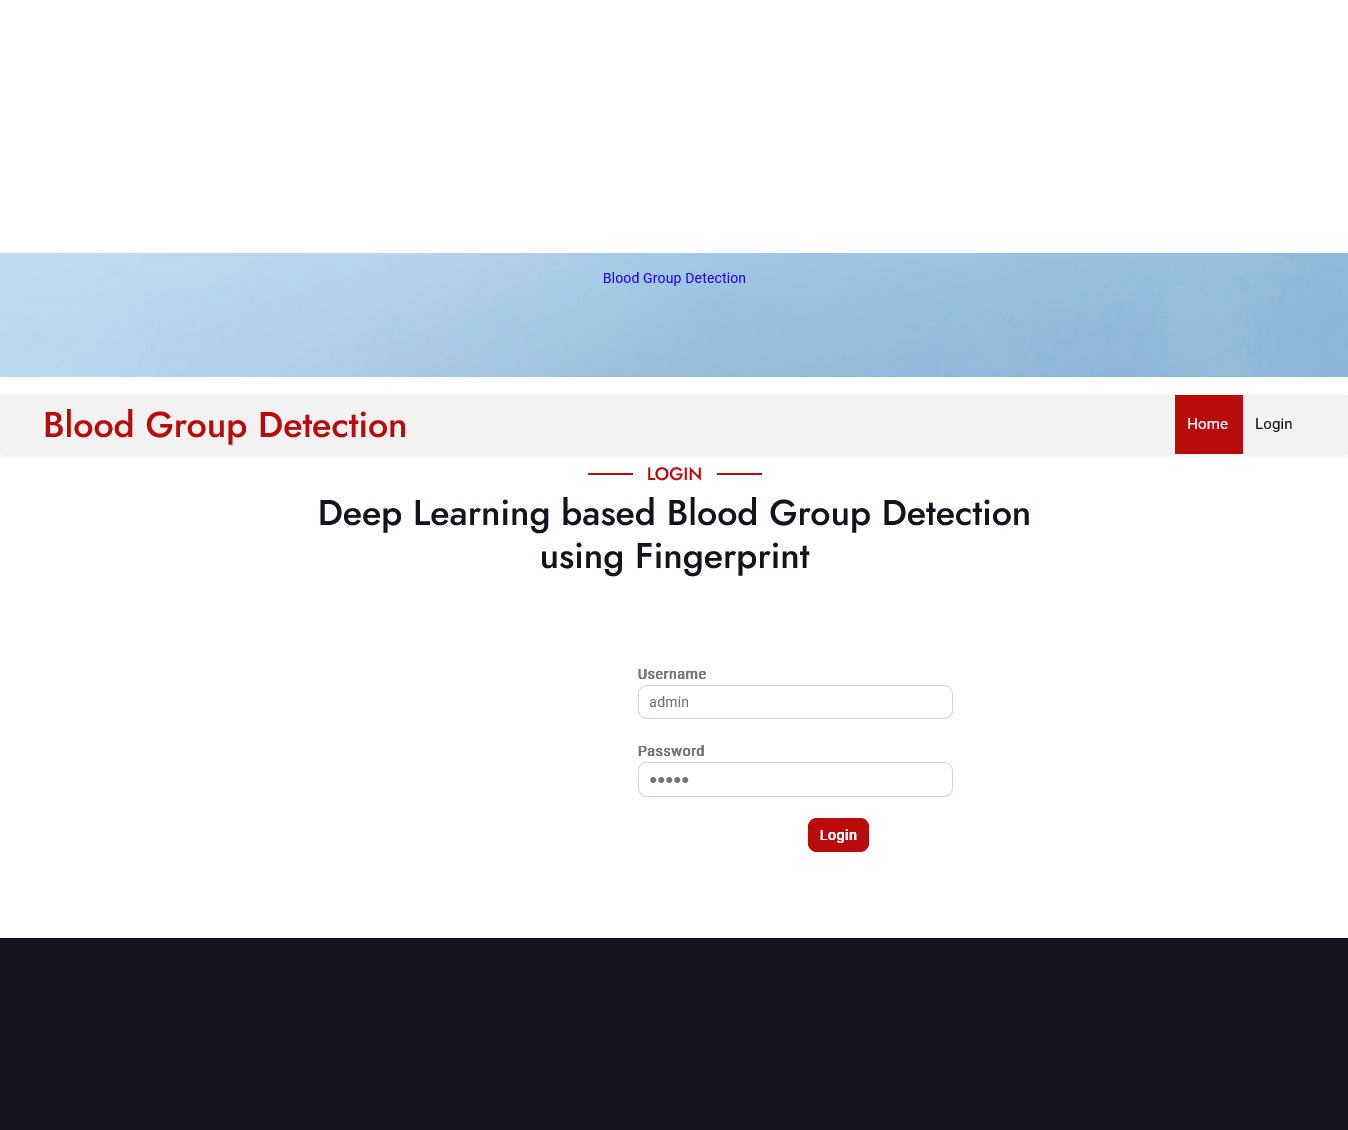 Blood Group Detection
Blood Group Detection
Home
Login
LOGIN
Deep Learning based Blood Group Detection
using Fingerprint
Username
admin
Password
•••••
Login